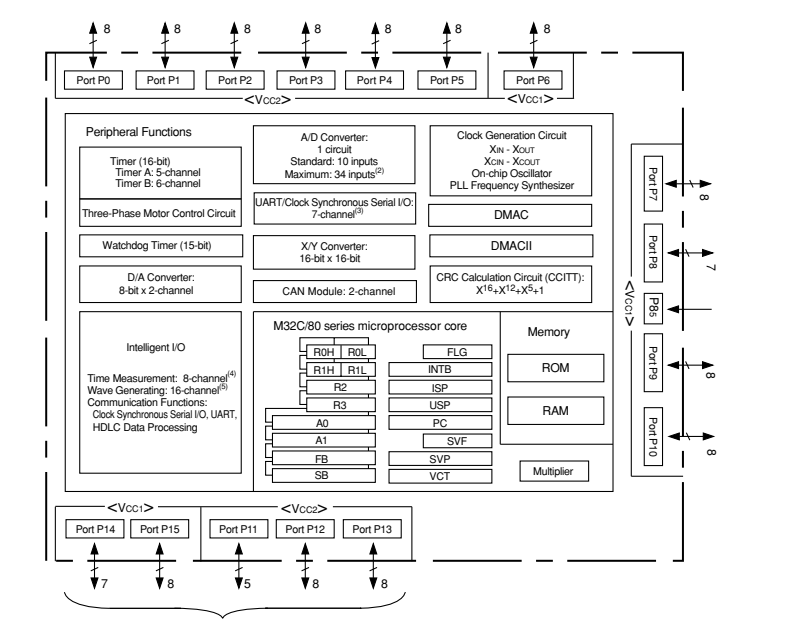 8 8 8 8 8 8 8
Port P0 Port P1 Port P2 Port P3 Port P4 Port P5 Port P6
<VCC2> <VCC1>
Peripheral Functions
Timer (16-bit)
Timer A: 5-channel
Timer B: 6-channel
Three-Phase Motor Control Circuit
Watchdog Timer (15-bit)
D/A Converter:
8-bit x 2-channel
Intelligent I/O
Time Measurement: 8-channel(4)
Wave Generating: 16-channel(5)
Communication Functions:
Clock Synchronous Serial I/O, UART,
HDLC Data Processing
A/D Converter:
1 circuit
Standard: 10 inputs
Maximum: 34 inputs(2)
UART/Clock Synchronous Serial I/O:
7-channel(3)
X/Y Converter:
16-bit x 16-bit
CAN Module: 2-channel
Clock Generation Circuit
XIN - XOUT
XCIN - XCOUT
On-chip Oscillator
PLL Frequency Synthesizer
DMAC
DMACII
CRC Calculation Circuit (CCITT):
X16+X12+X5+1
M32C/80 series microprocessor core
R0H R0L
R1H R1L
R2
R3
A0
A1
FB
SB
FLG
INTB
ISP
USP
PC
SVF
SVP
VCT
Memory
ROM
RAM
Multiplier
<VCC1>
Port P7
8
Port P8
7
P85
Port P9
8
Port P10
8
<VCC1> <VCC2>
Port P14 Port P15 Port P11 Port P12 Port P13
7 8 5 8 8